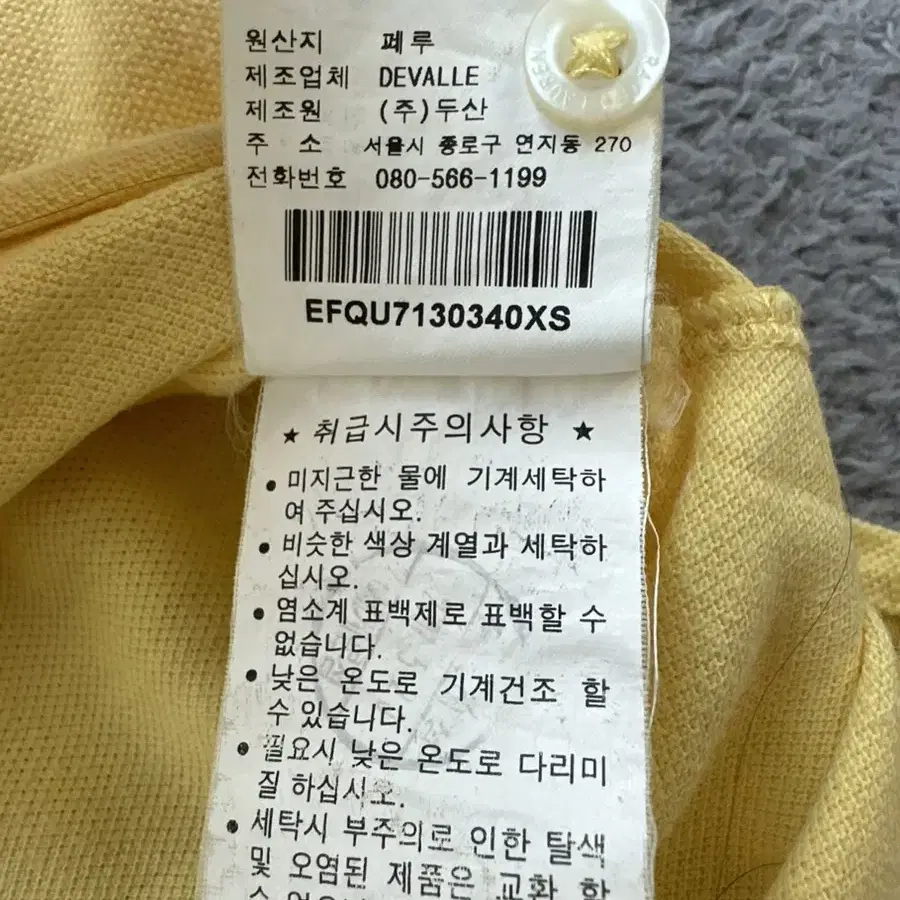 원산지 페루
제조업체 DEVALLE
제조원 (주)두산
주 소 서울시 종로구 연지동 270
전화번호 080-566-1199
EFQU7130340XS
★ 취급시주의사항 ★
• 미지근한 물에 기계세탁하
여 주십시오.
• 비슷한 색상 계열과 세탁하
십시오.
• 염소계 표백제로 표백할 수
없습니다.
• 낮은 온도로 기계건조 할
수 있습니다.
• 필요시 낮은 온도로 다리미
질 하십시오.
• 세탁시 부주의로 인한 탈색
및 오염된 제품은 교환 할